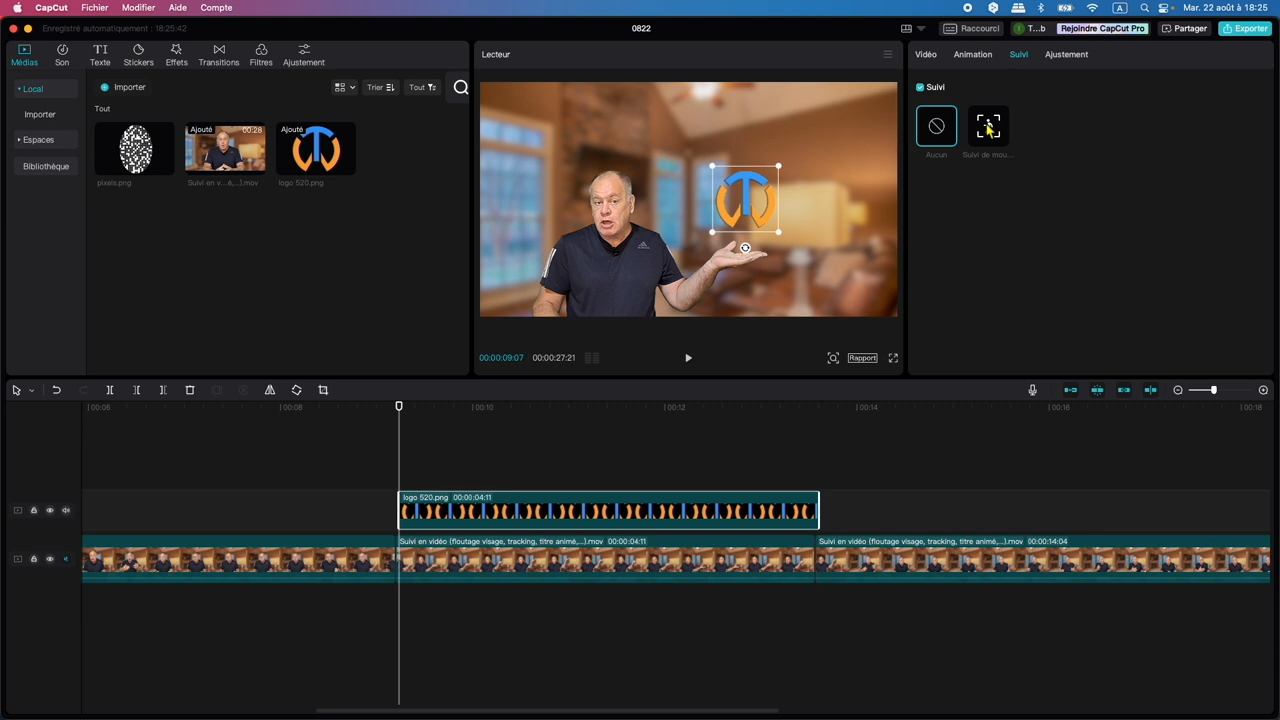 CapCut Fichier Modifier Aide Compte A Mar. 22 août à 18:25
Enregistré automatiquement : 18:25:42 0822 Raccourci T...b Rejoindre CapCut Pro Partager Exporter
Médias Son Texte Stickers Effets Transitions Filtres Ajustement
Lecteur
Vidéo Animation Suivi Ajustement
Local
Importer
Espaces
Bibliothèque
Importer Trier Tout
Tout
Ajouté 00:28 Ajouté
pixels.png Suivi en v...è,...).mov logo 520.png
Suivi
Aucun Suivi de mou...
00:00:09:07 00:00:27:21 Rapport
00:06 00:08 00:10 00:12 00:14 00:16 00:18
logo 520.png 00:00:04:11
Suivi en vidéo (floutage visage, tracking, titre animé,...).mov 00:00:04:11 Suivi en vidéo (floutage visage, tracking, titre animé,...).mov 00:00:14:04